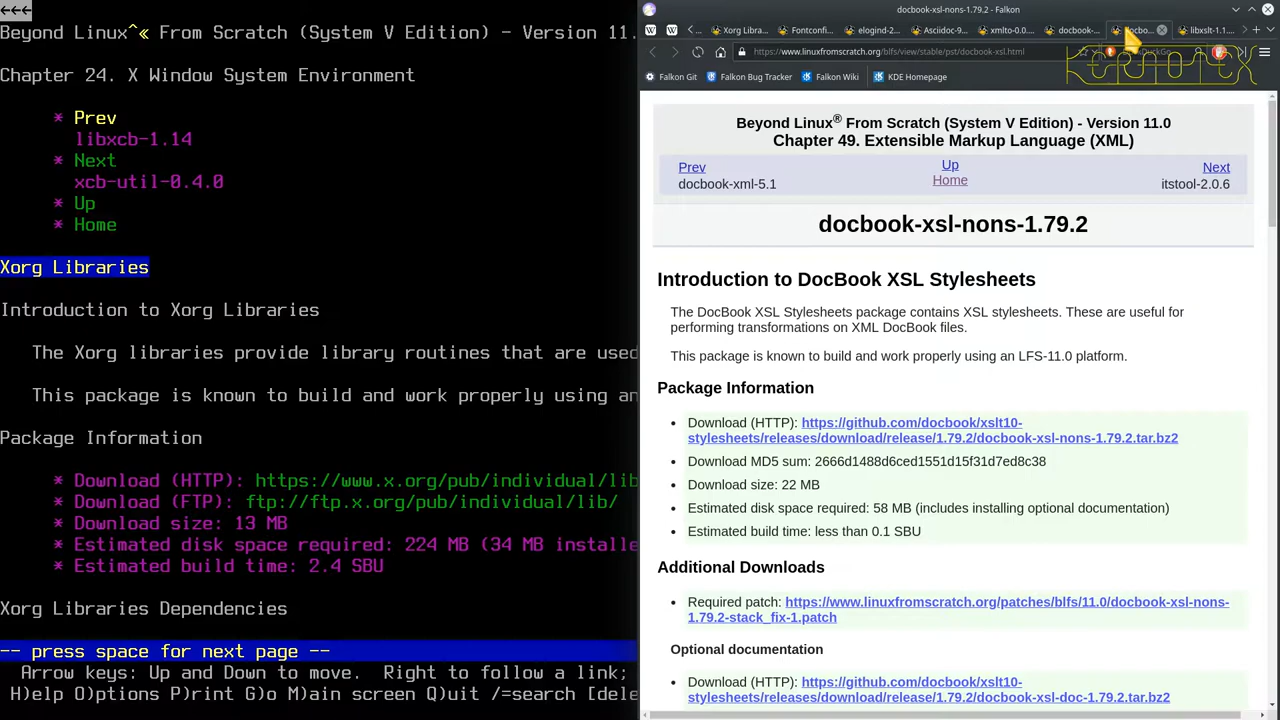 ←←←
Beyond Linux^« From Scratch (System V Edition) - Version 11.
Chapter 24. X Window System Environment
* Prev
libxcb-1.14
* Next
xcb-util-0.4.0
* Up
* Home
Xorg Libraries
Introduction to Xorg Libraries
The Xorg libraries provide library routines that are used
This package is known to build and work properly using an
Package Information
* Download (HTTP): https://www.x.org/pub/individual/lib
* Download (FTP): ftp://ftp.x.org/pub/individual/lib/
* Download size: 13 MB
* Estimated disk space required: 224 MB (34 MB installe
* Estimated build time: 2.4 SBU
Xorg Libraries Dependencies
-- press space for next page --
Arrow keys: Up and Down to move.  Right to follow a link;
H)elp O)ptions P)rint G)o M)ain screen Q)uit /=search [dele
docbook-xsl-nons-1.79.2 - Falkon
Xorg Libra... Fontconfi... elogind-2... Asciidoc-9... xmlto-0.0... docbook-... libxslt-1.1...
https://www.linuxfromscratch.org/blfs/view/stable/pst/docbook-xsl.html
Kernotex
Falkon Git Falkon Bug Tracker Falkon Wiki KDE Homepage
Beyond Linux® From Scratch (System V Edition) - Version 11.0
Chapter 49. Extensible Markup Language (XML)
Prev Up Next
docbook-xml-5.1 Home itstool-2.0.6
docbook-xsl-nons-1.79.2
Introduction to DocBook XSL Stylesheets
The DocBook XSL Stylesheets package contains XSL stylesheets. These are useful for
performing transformations on XML DocBook files.
This package is known to build and work properly using an LFS-11.0 platform.
Package Information
• Download (HTTP): https://github.com/docbook/xslt10-
stylesheets/releases/download/release/1.79.2/docbook-xsl-nons-1.79.2.tar.bz2
• Download MD5 sum: 2666d1488d6ced1551d15f31d7ed8c38
• Download size: 22 MB
• Estimated disk space required: 58 MB (includes installing optional documentation)
• Estimated build time: less than 0.1 SBU
Additional Downloads
• Required patch: https://www.linuxfromscratch.org/patches/blfs/11.0/docbook-xsl-nons-
1.79.2-stack_fix-1.patch
Optional documentation
• Download (HTTP): https://github.com/docbook/xslt10-
stylesheets/releases/download/release/1.79.2/docbook-xsl-doc-1.79.2.tar.bz2